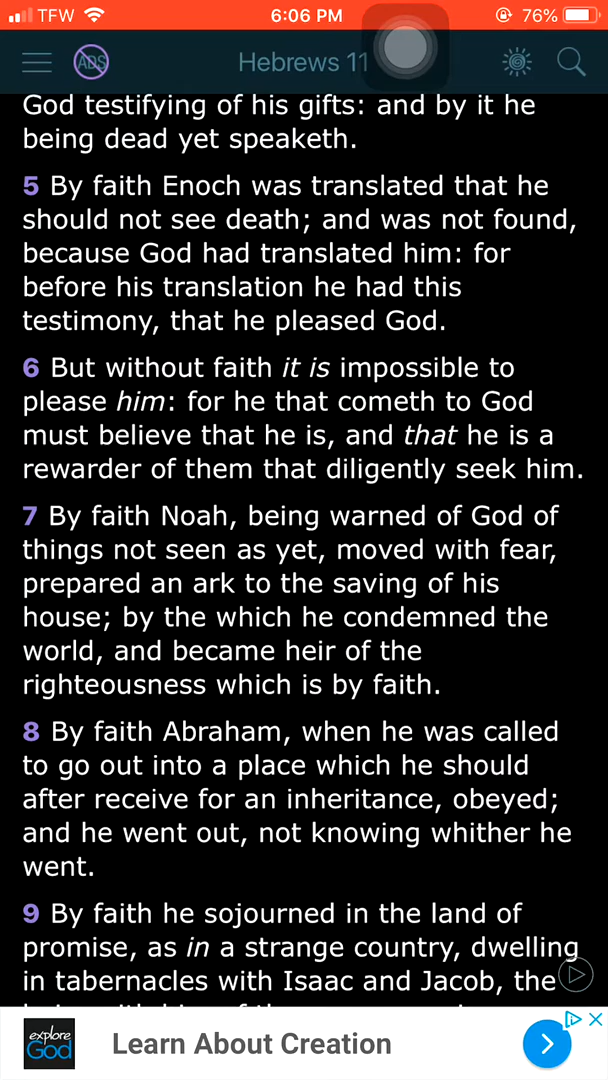 TFW 6:06 PM 76%
ADS Hebrews 11
God testifying of his gifts: and by it he
being dead yet speaketh.
5 By faith Enoch was translated that he
should not see death; and was not found,
because God had translated him: for
before his translation he had this
testimony, that he pleased God.
6 But without faith it is impossible to
please him: for he that cometh to God
must believe that he is, and that he is a
rewarder of them that diligently seek him.
7 By faith Noah, being warned of God of
things not seen as yet, moved with fear,
prepared an ark to the saving of his
house; by the which he condemned the
world, and became heir of the
righteousness which is by faith.
8 By faith Abraham, when he was called
to go out into a place which he should
after receive for an inheritance, obeyed;
and he went out, not knowing whither he
went.
9 By faith he sojourned in the land of
promise, as in a strange country, dwelling
in tabernacles with Isaac and Jacob, the
explore
God
Learn About Creation